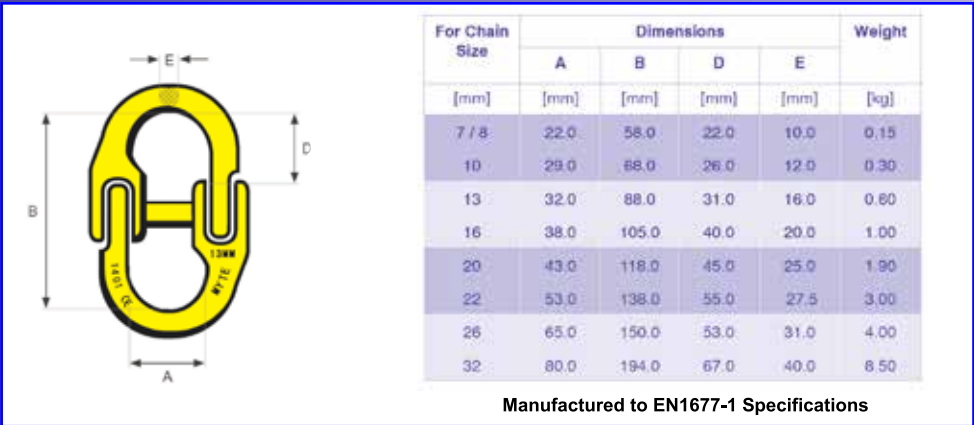 For Chain Size Dimensions Weight
A B D E
[mm] [mm] [mm] [mm] [mm] [kg]
7 / 8 22.0 58.0 22.0 10.0 0.15
10 29.0 68.0 26.0 12.0 0.30
13 32.0 88.0 31.0 16.0 0.60
16 38.0 105.0 40.0 20.0 1.00
20 43.0 118.0 45.0 25.0 1.90
22 53.0 138.0 55.0 27.5 3.00
26 65.0 150.0 53.0 31.0 4.00
32 80.0 194.0 67.0 40.0 8.50
Manufactured to EN1677-1 Specifications
E
D
B
13MM
MYTE
1401 CE
A